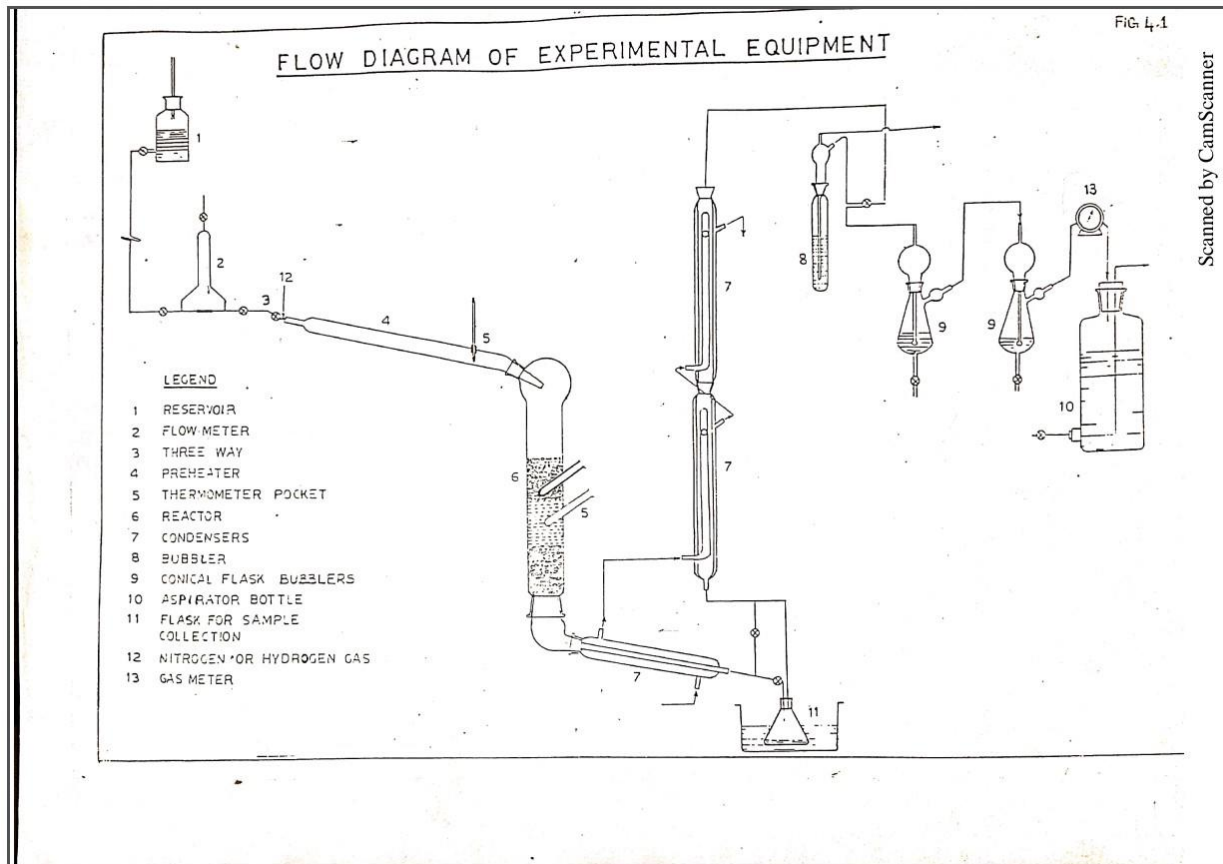 FIG 4.1
FLOW DIAGRAM OF EXPERIMENTAL EQUIPMENT
Scanned by CamScanner
1
2
12
3
4
5
6
5
7
7
7
8
9
9
13
10
11
LEGEND
1 RESERVOIR
2 FLOW-METER
3 THREE WAY
4 PREHEATER
5 THERMOMETER POCKET
6 REACTOR
7 CONDENSERS
8 BUBBLER
9 CONICAL FLASK BUBBLERS
10 ASPIRATOR BOTTLE
11 FLASK FOR SAMPLE
COLLECTION
12 NITROGEN OR HYDROGEN GAS
13 GAS METER